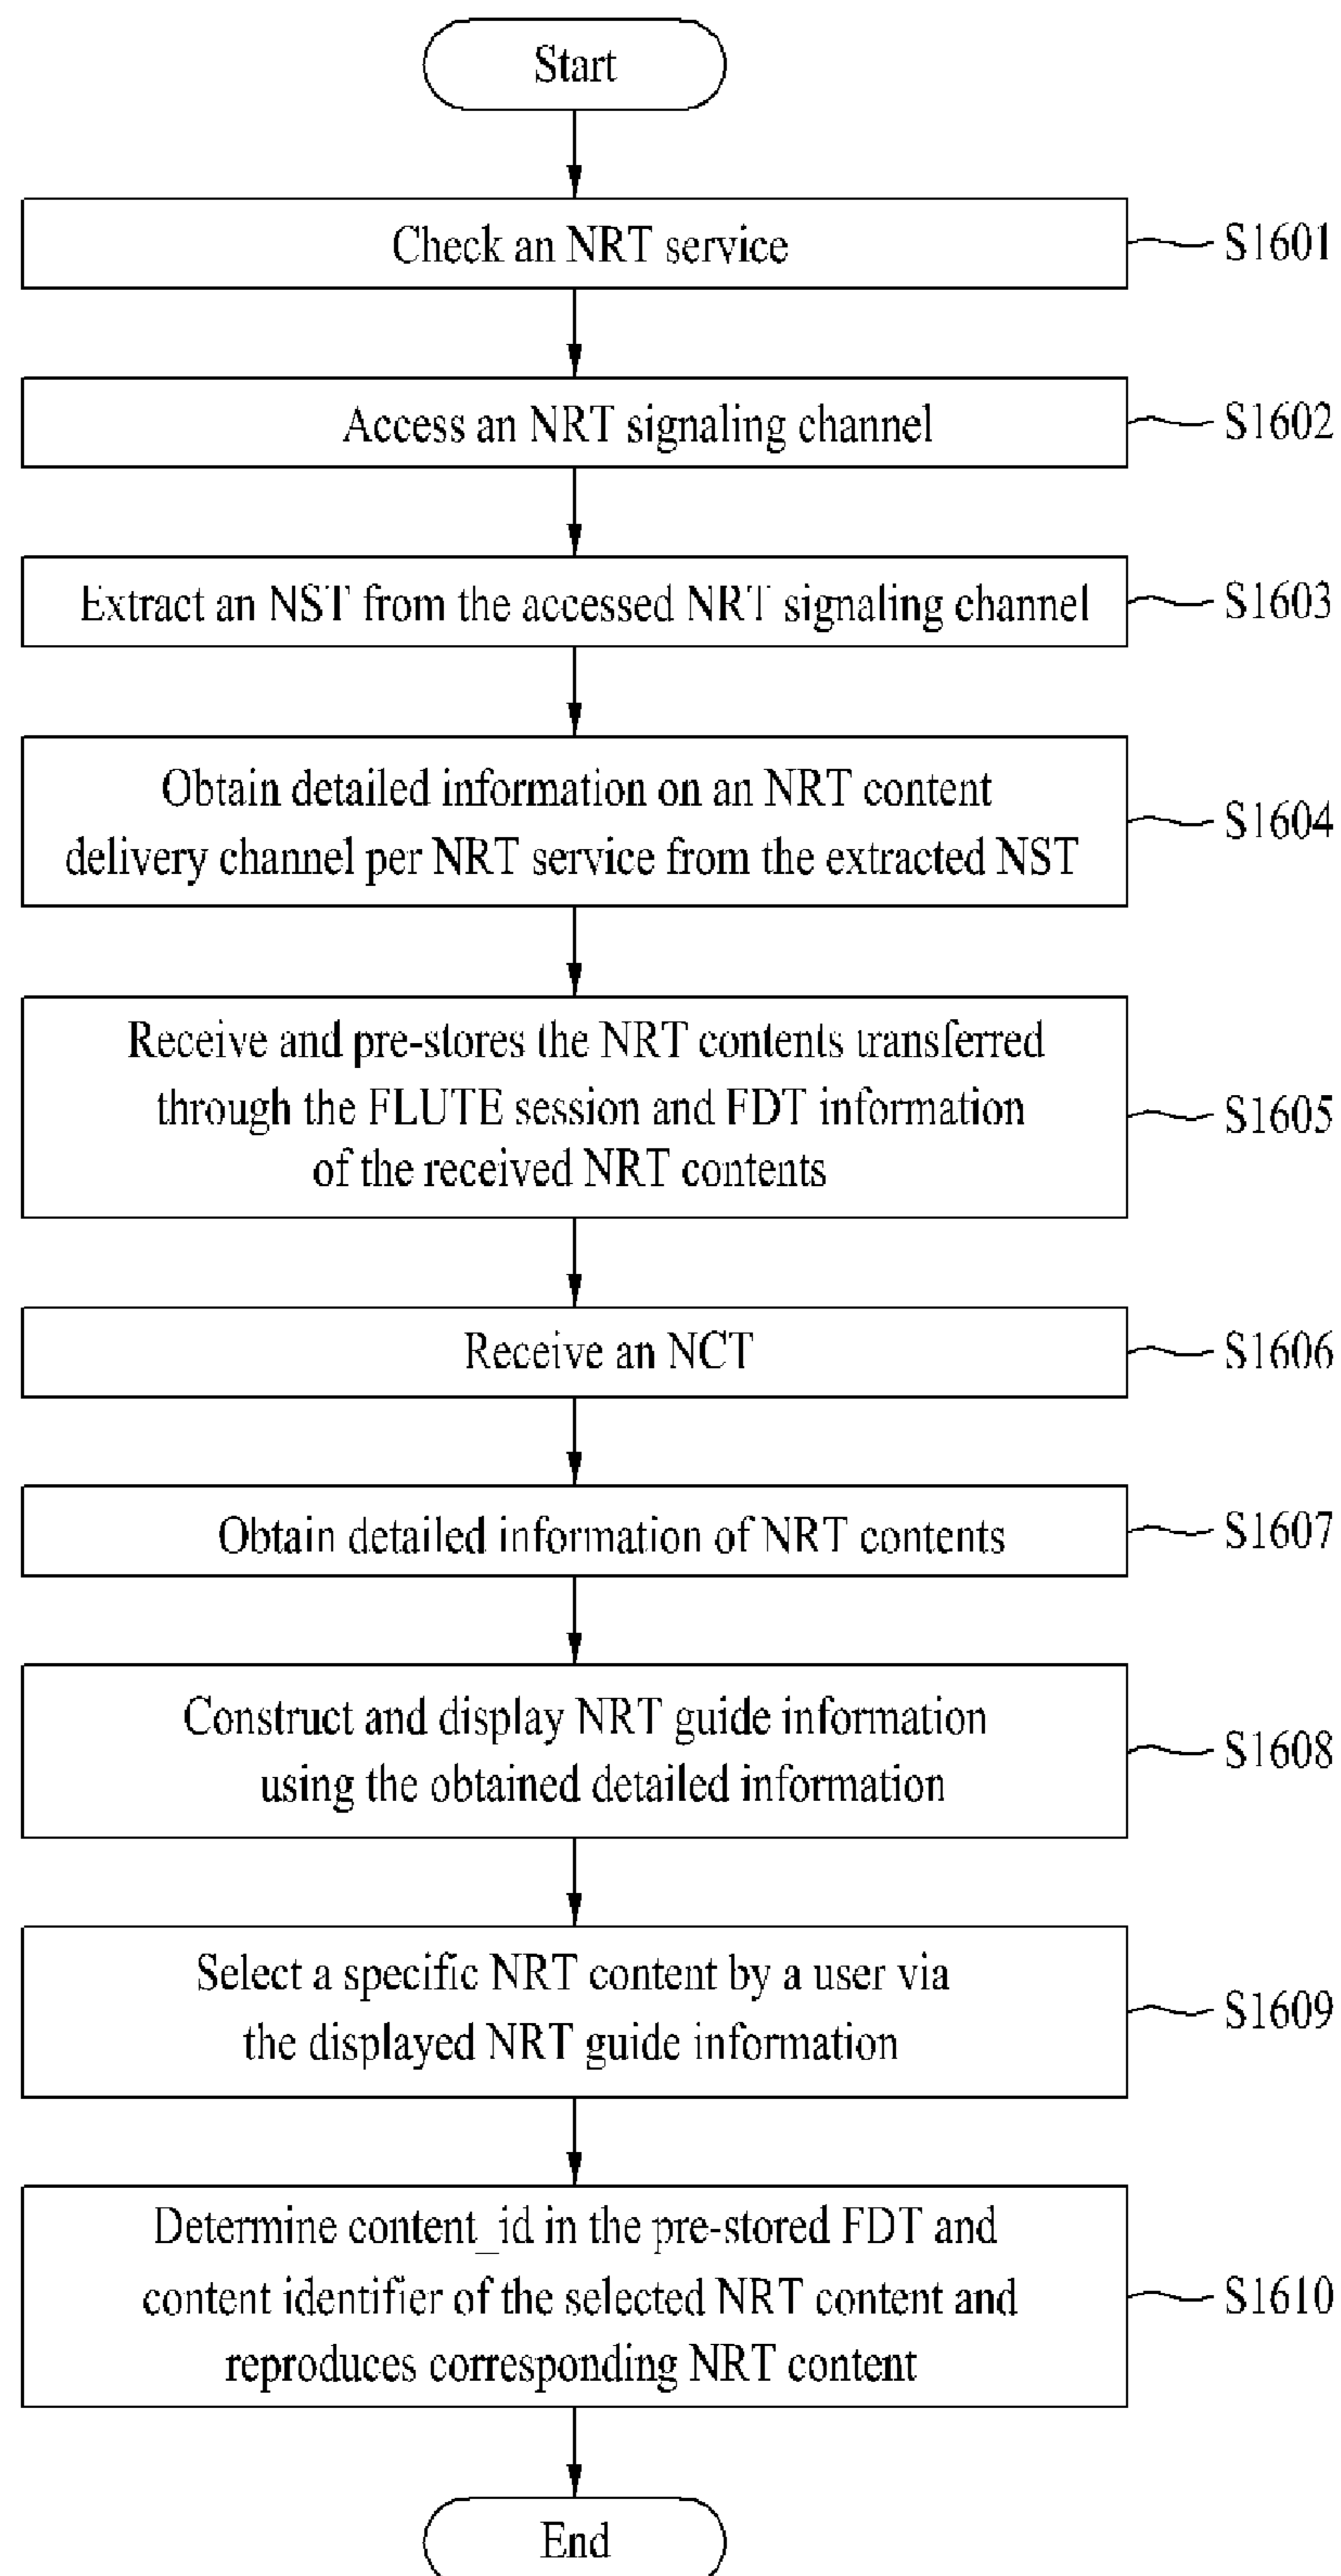 Start
Check an NRT service
S1601
Access an NRT signaling channel
S1602
Extract an NST from the accessed NRT signaling channel
S1603
Obtain detailed information on an NRT content
delivery channel per NRT service from the extracted NST
S1604
Receive and pre-stores the NRT contents transferred
through the FLUTE session and FDT information
of the received NRT contents
S1605
Receive an NCT
S1606
Obtain detailed information of NRT contents
S1607
Construct and display NRT guide information
using the obtained detailed information
S1608
Select a specific NRT content by a user via
the displayed NRT guide information
S1609
Determine content_id in the pre-stored FDT and
content identifier of the selected NRT content and
reproduces corresponding NRT content
S1610
End